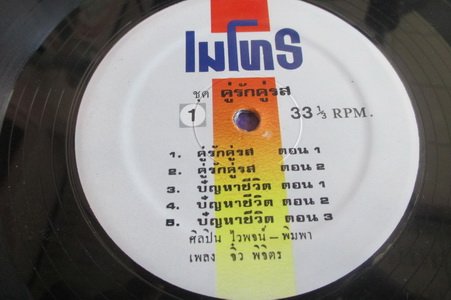 เมโทร
ชุด คู่รักคู่รส
1 33 1/3 RPM.
1. คู่รักคู่รส ตอน 1
2. คู่รักคู่รส ตอน 2
3. ปัญหาชีวิต ตอน 1
4. ปัญหาชีวิต ตอน 2
5. ปัญหาชีวิต ตอน 3
ศิลปิน ไวพจน์-พิมพา
เพลง จิ๋ว พิจิตร